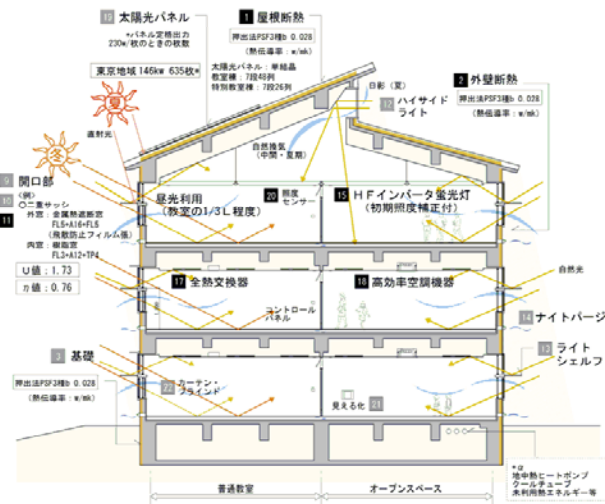 19 太陽光パネル
*パネル定格出力
230w/枚のときの枚数
東京地域 146kw 635枚*
1 屋根断熱
押出法PSF3種b 0.028
(熱伝導率:w/mk)
太陽光パネル:単結晶
教室棟:7段48列
特別教室棟:7段26列
日影(夏)
12 ハイサイド
ライト
2 外壁断熱
押出法PSF3種b 0.028
(熱伝導率:w/mk)
夏
冬
直射光
自然換気
(中間・夏期)
9 開口部
10 (例)
11 〇二重サッシ
外窓:金属熱遮断窓
FL5+A16+FL5
(飛散防止フィルム張)
内窓:樹脂窓
FL3+A12+TP4
U値:1.73
η値:0.76
昼光利用
(教室の1/3L程度)
20 照度
センサー
15 HFインバータ蛍光灯
(初期照度補正付)
17 全熱交換器
コントロール
パネル
18 高効率空調機器
自然光
14 ナイトパージ
13 ライト
シェルフ
3 基礎
押出法PSF3種b 0.028
(熱伝導率:w/mk)
22 カーテン・
ブラインド
見える化 21
*α
地中熱ヒートポンプ
クールチューブ
未利用熱エネルギー等
普通教室
オープンスペース